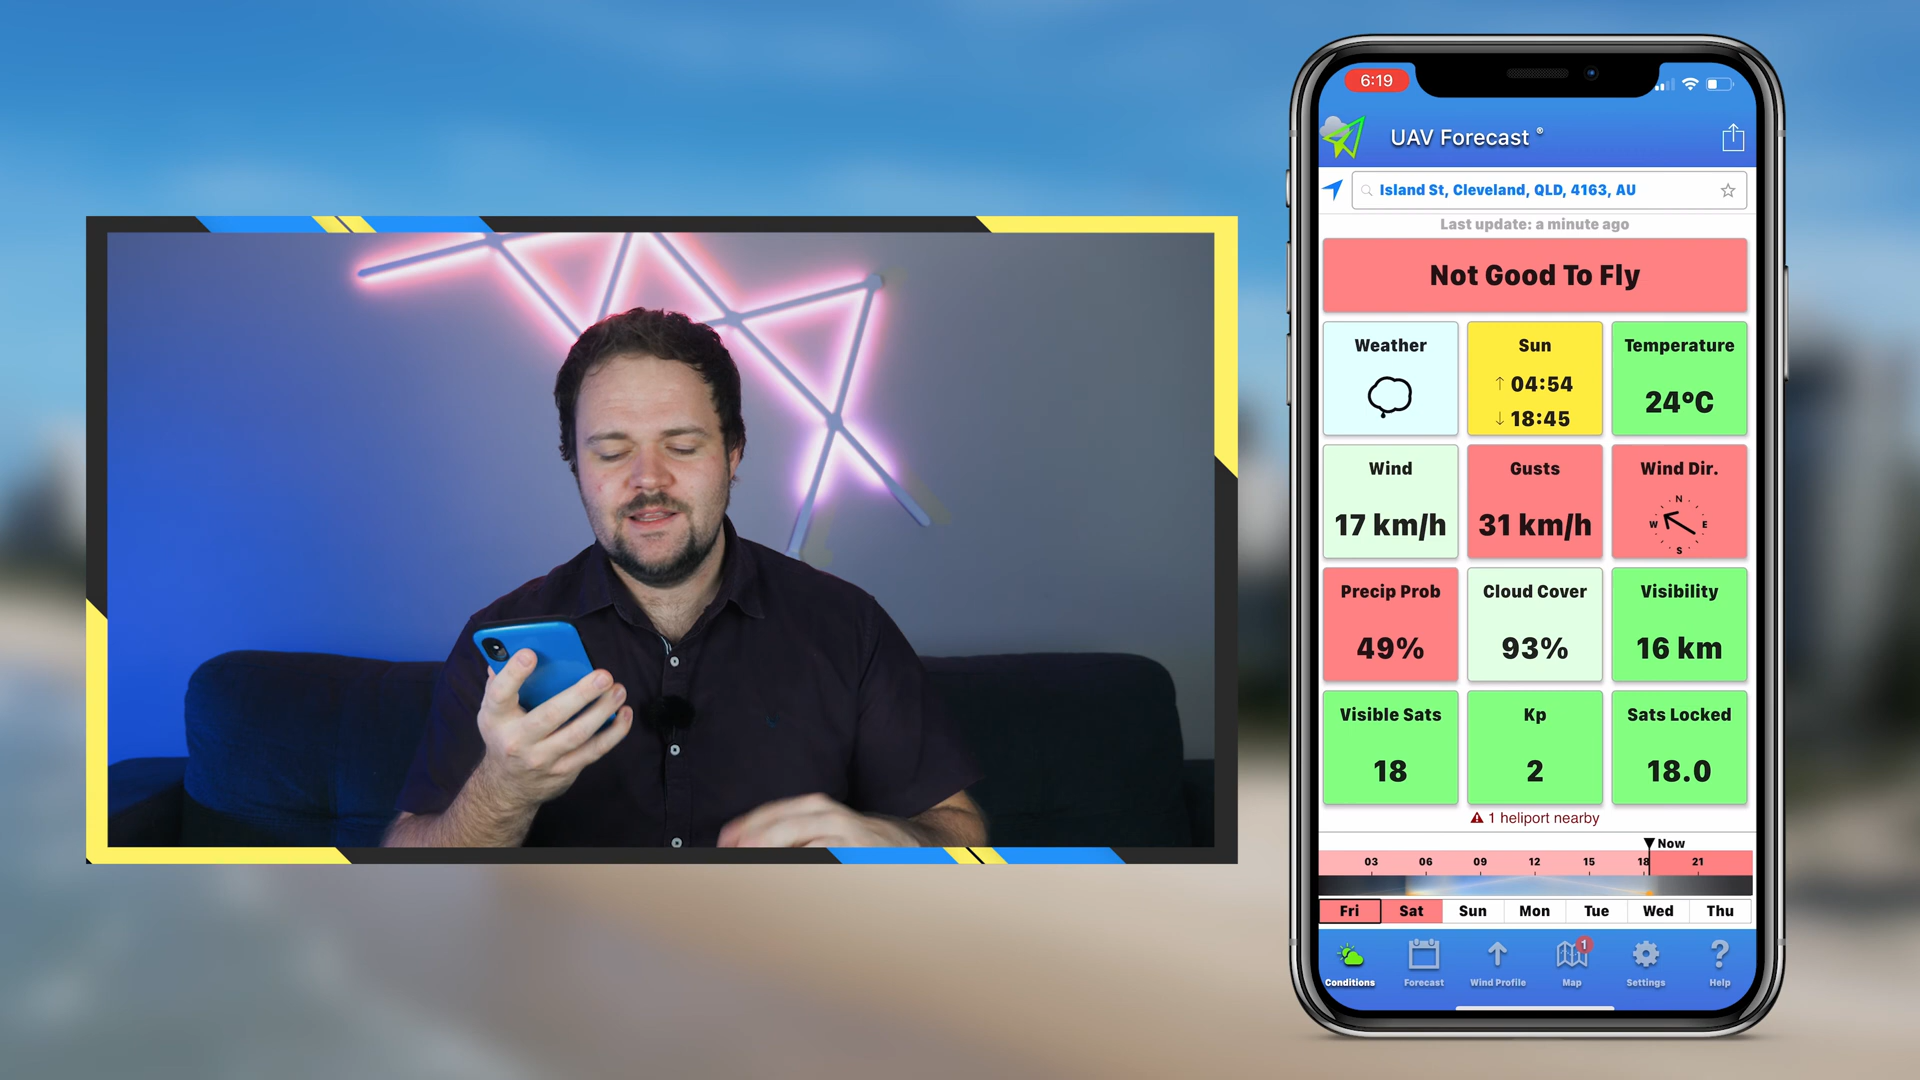 6:19
UAV Forecast ®
Island St, Cleveland, QLD, 4163, AU
Last update: a minute ago
Not Good To Fly
Weather
Sun
↑ 04:54
↓ 18:45
Temperature
24°C
Wind
17 km/h
Gusts
31 km/h
Wind Dir.
N
W E
S
Precip Prob
49%
Cloud Cover
93%
Visibility
16 km
Visible Sats
18
Kp
2
Sats Locked
18.0
1 heliport nearby
Now
03 06 09 12 15 18 21
Fri Sat Sun Mon Tue Wed Thu
1
Conditions Forecast Wind Profile Map Settings Help